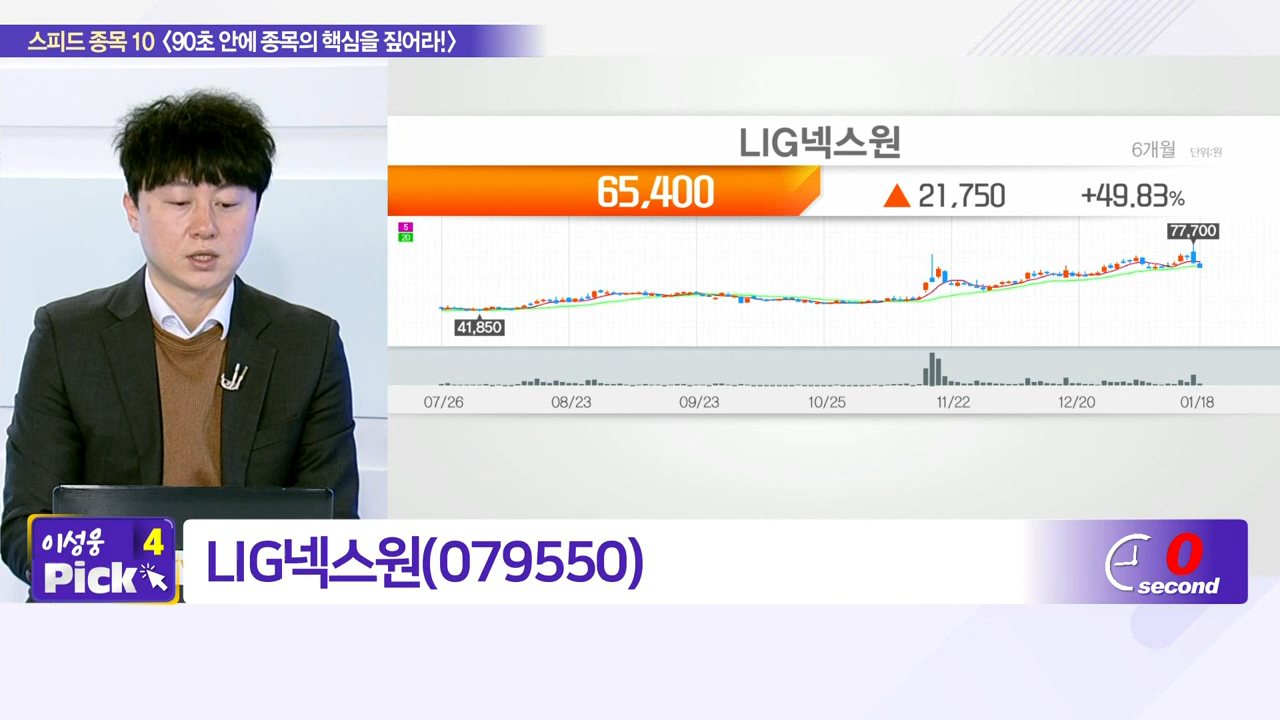 스피드 종목 10 〈90초 안에 종목의 핵심을 짚어라!〉
LIG넥스원
6개월 단위:원
65,400 ▲ 21,750 +49.83%
5
20
77,700
41,850
07/26 08/23 09/23 10/25 11/22 12/20 01/18
이성웅 4
Pick
LIG넥스원(079550)
0
second